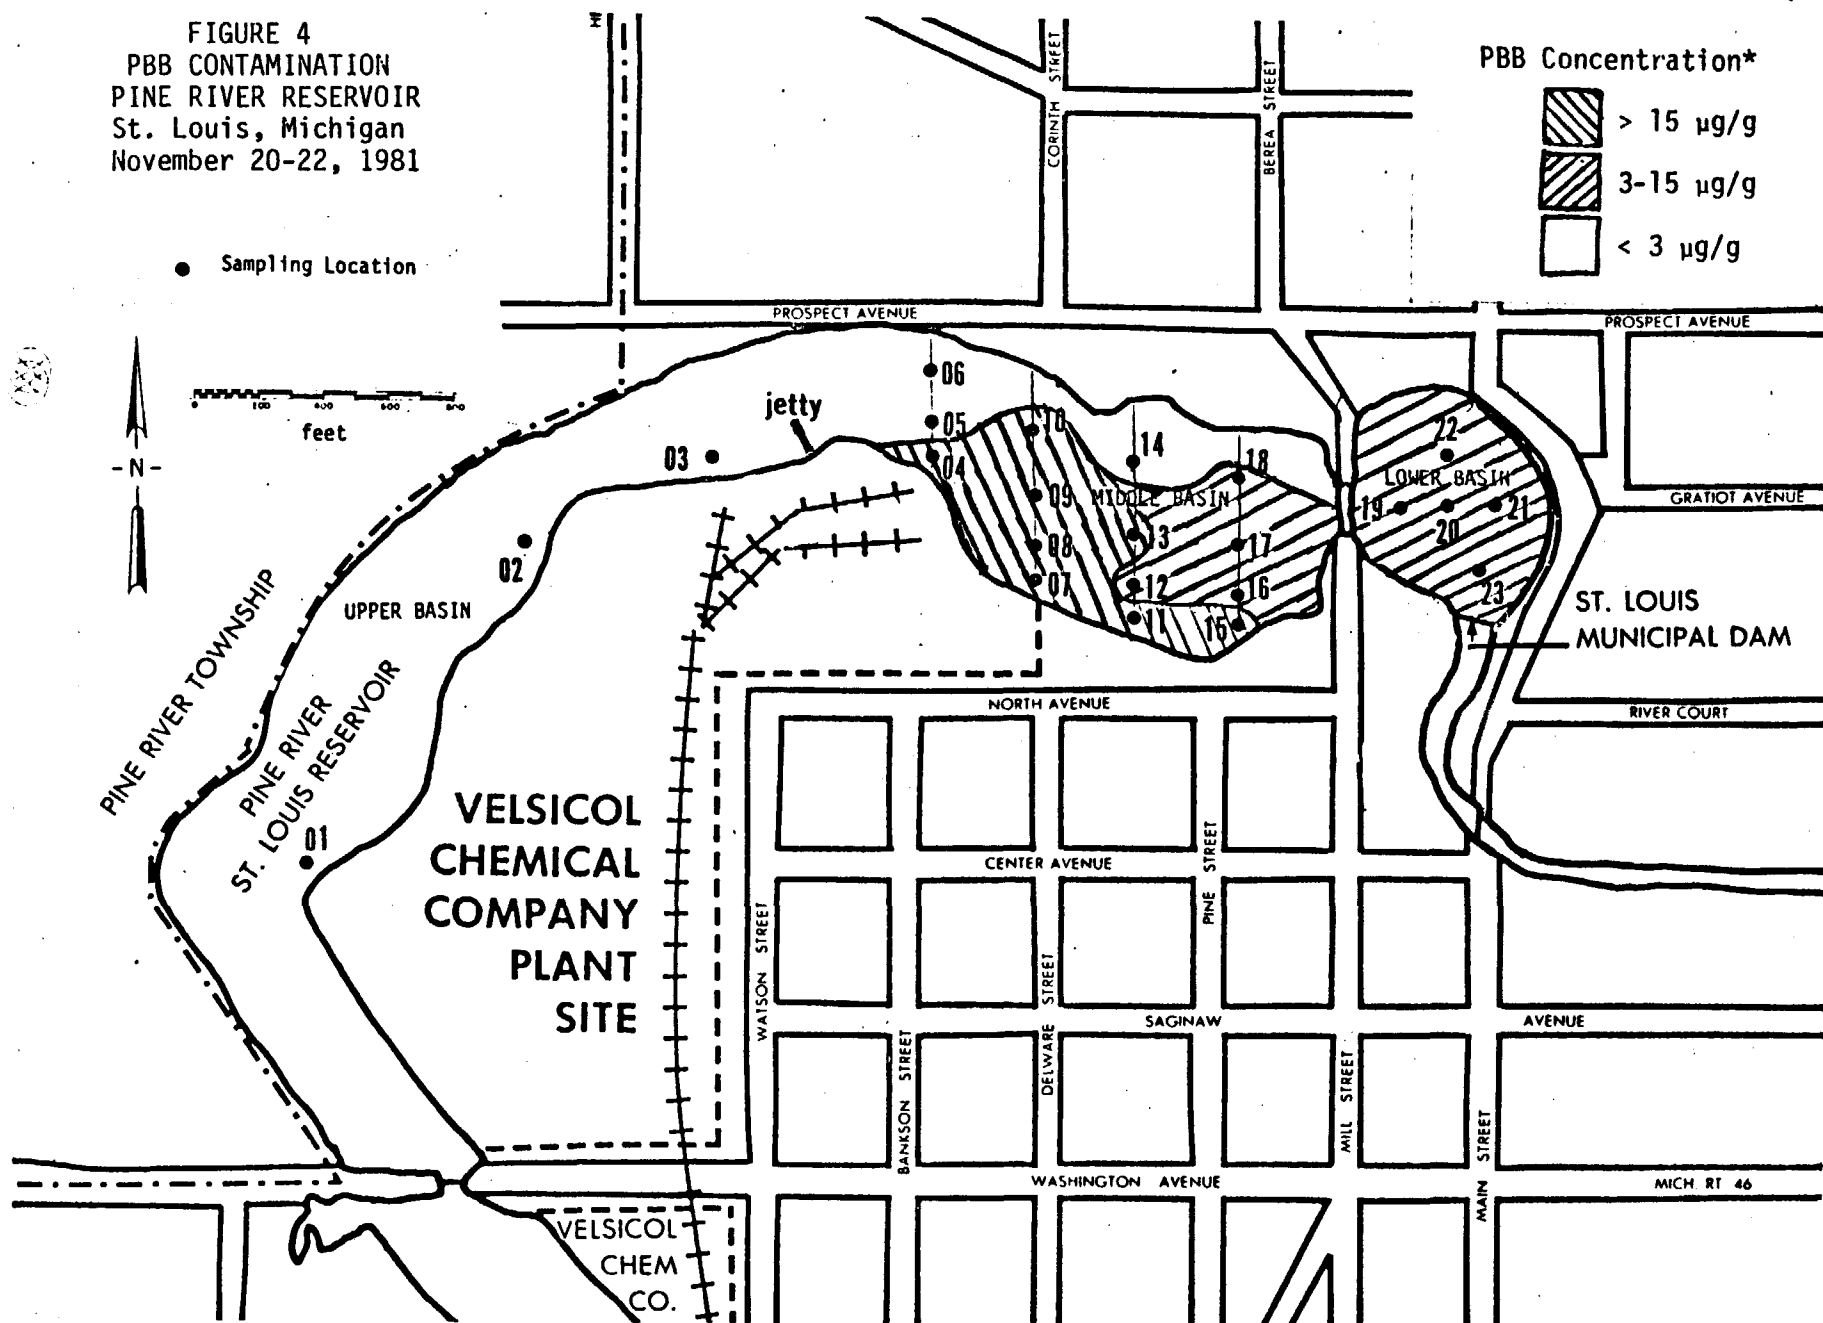 FIGURE 4
PBB CONTAMINATION
PINE RIVER RESERVOIR
St. Louis, Michigan
November 20-22, 1981
Sampling Location
PBB Concentration*
> 15 µg/g
3-15 µg/g
< 3 µg/g
CORINTH STREET
BEREA STREET
PROSPECT AVENUE
PROSPECT AVENUE
-N-
0 200 400 600 800
feet
jetty
06
05
04
03
02
01
10
09
08
07
14
13
12
11
18
17
16
15
MIDDLE BASIN
22
LOWER BASIN
19
20
21
23
GRATIOT AVENUE
UPPER BASIN
PINE RIVER TOWNSHIP
PINE RIVER
ST. LOUIS RESERVOIR
ST. LOUIS
MUNICIPAL DAM
NORTH AVENUE
RIVER COURT
VELSICOL
CHEMICAL
COMPANY
PLANT
SITE
CENTER AVENUE
PINE STREET
WATSON STREET
DELWARE STREET
BANKSON STREET
SAGINAW AVENUE
MILL STREET
MAIN STREET
WASHINGTON AVENUE
MICH. RT 46
VELSICOL
CHEM
CO.